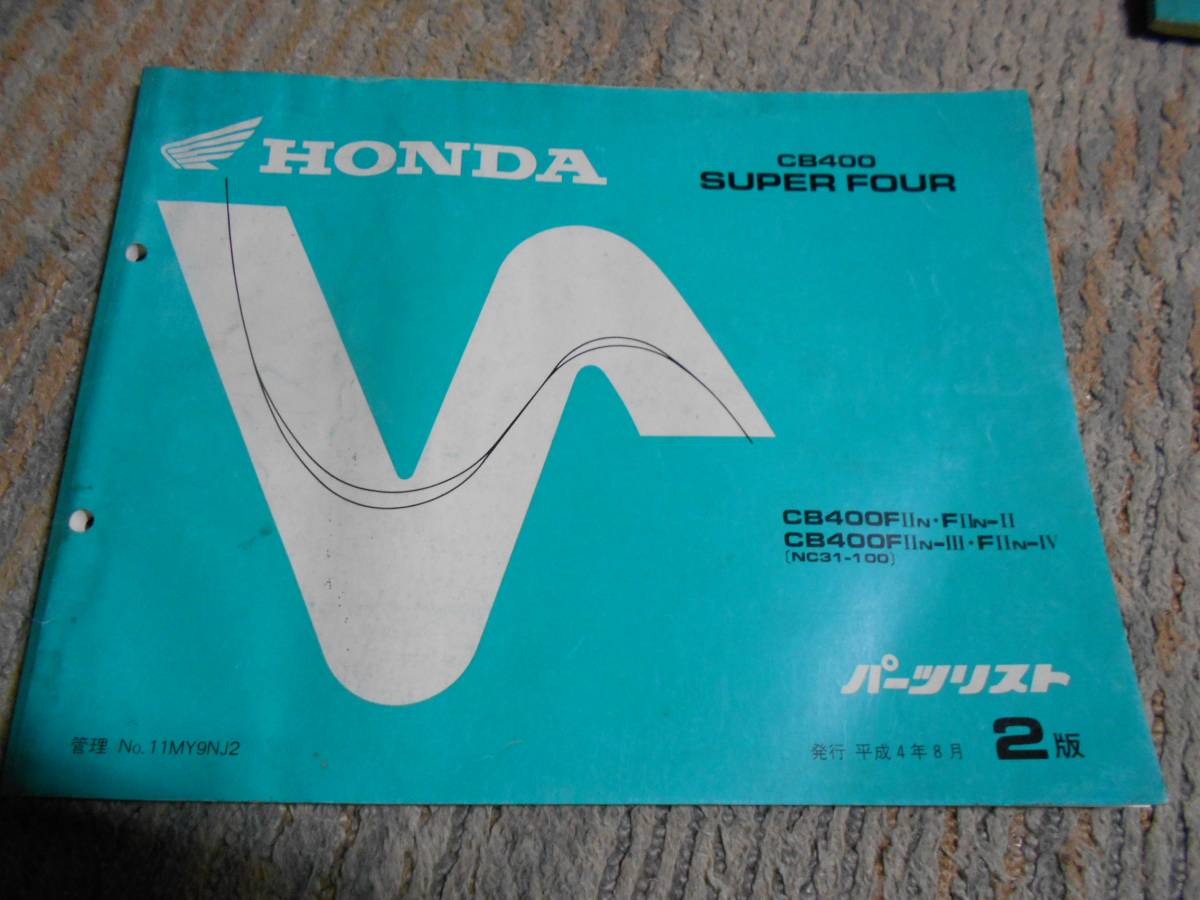 HONDA
CB400
SUPER FOUR
CB400FIIN・FIIN-II
CB400FIIN-III・FIIN-IV
(NC31-100)
パーツリスト
管理 No.11MY9NJ2
発行 平成4年8月 2版